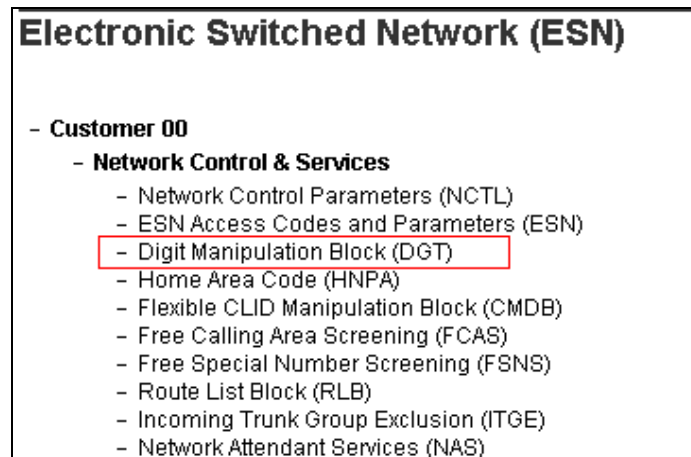 Electronic Switched Network (ESN)
– Customer 00
– Network Control & Services
– Network Control Parameters (NCTL)
– ESN Access Codes and Parameters (ESN)
– Digit Manipulation Block (DGT)
– Home Area Code (HNPA)
– Flexible CLID Manipulation Block (CMDB)
– Free Calling Area Screening (FCAS)
– Free Special Number Screening (FSNS)
– Route List Block (RLB)
– Incoming Trunk Group Exclusion (ITGE)
– Network Attendant Services (NAS)